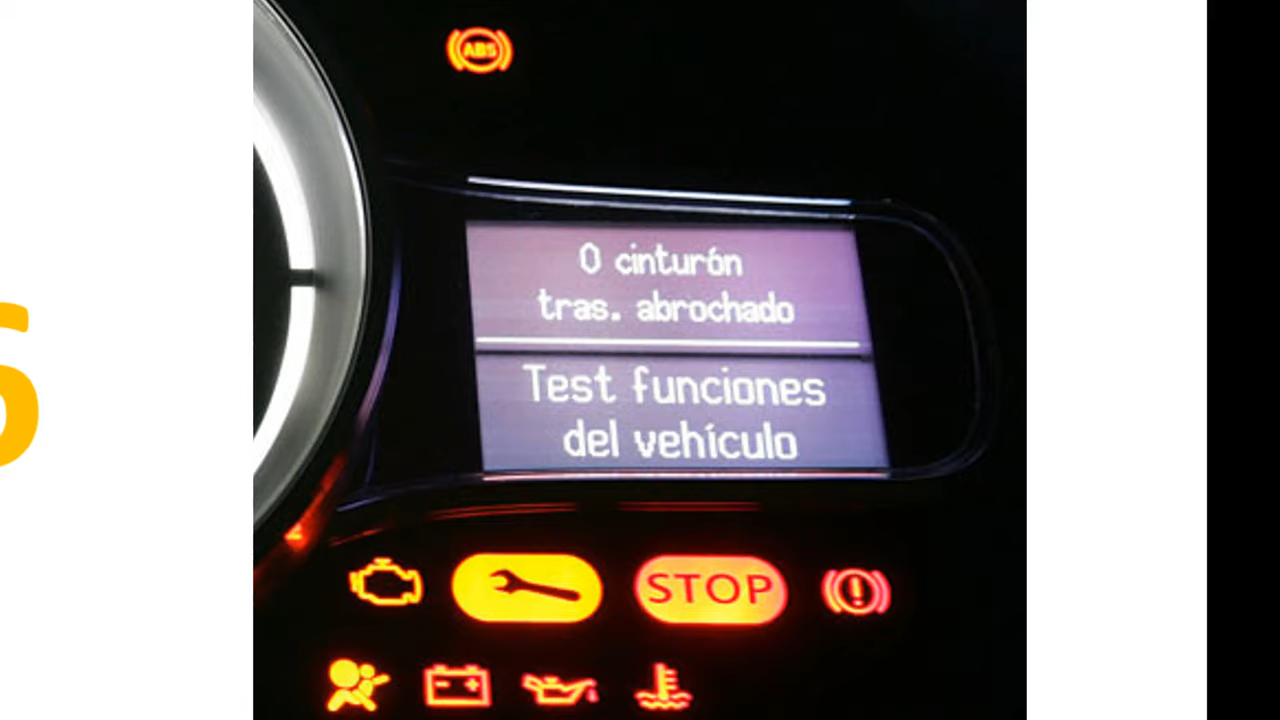 ABS
0 cinturón
tras. abrochado
Test funciones
del vehículo
STOP